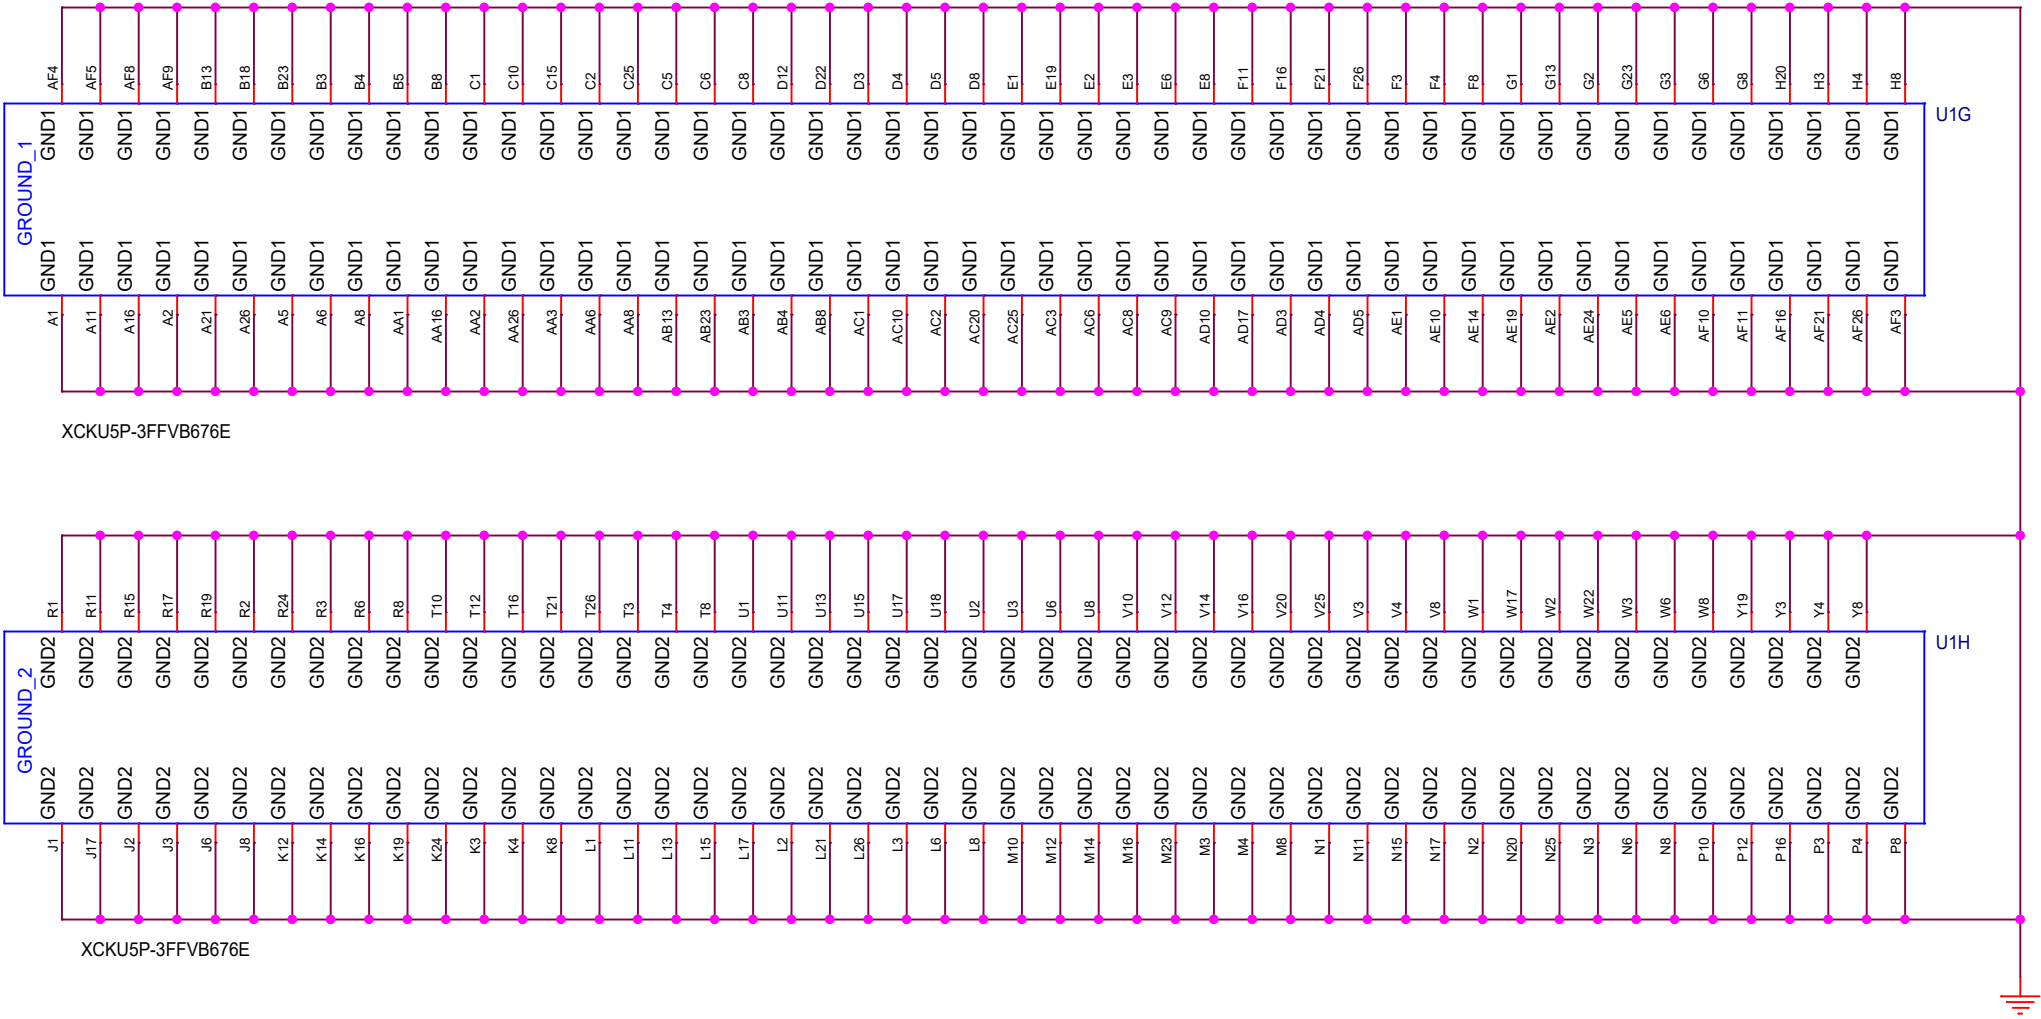 AF4 AF5 AF8 AF9 B13 B18 B23 B3 B4 B5 B8 C1 C10 C15 C2 C25 C5 C6 C8 D12 D22 D3 D4 D5 D8 E1 E19 E2 E3 E6 E8 F11 F16 F21 F26 F3 F4 F8 G1 G13 G2 G23 G3 G6 G8 H20 H3 H4 H8
U1G
GND1 GND1 GND1 GND1 GND1 GND1 GND1 GND1 GND1 GND1 GND1 GND1 GND1 GND1 GND1 GND1 GND1 GND1 GND1 GND1 GND1 GND1 GND1 GND1 GND1 GND1 GND1 GND1 GND1 GND1 GND1 GND1 GND1 GND1 GND1 GND1 GND1 GND1 GND1 GND1 GND1 GND1 GND1 GND1 GND1 GND1 GND1 GND1 GND1
GROUND_1
GND1 GND1 GND1 GND1 GND1 GND1 GND1 GND1 GND1 GND1 GND1 GND1 GND1 GND1 GND1 GND1 GND1 GND1 GND1 GND1 GND1 GND1 GND1 GND1 GND1 GND1 GND1 GND1 GND1 GND1 GND1 GND1 GND1 GND1 GND1 GND1 GND1 GND1 GND1 GND1 GND1 GND1 GND1 GND1 GND1 GND1 GND1 GND1 GND1
A1 A11 A16 A2 A21 A26 A5 A6 A8 AA1 AA16 AA2 AA26 AA3 AA6 AA8 AB13 AB23 AB3 AB4 AB8 AC1 AC10 AC2 AC20 AC25 AC3 AC6 AC8 AC9 AD10 AD17 AD3 AD4 AD5 AE1 AE10 AE14 AE19 AE2 AE24 AE5 AE6 AF10 AF11 AF16 AF21 AF26 AF3
XCKU5P-3FFVB676E
R1 R11 R15 R17 R19 R2 R24 R3 R6 R8 T10 T12 T16 T21 T26 T3 T4 T8 U1 U11 U13 U15 U17 U18 U2 U3 U6 U8 V10 V12 V14 V16 V20 V25 V3 V4 V8 W1 W17 W2 W22 W3 W6 W8 Y19 Y3 Y4 Y8
U1H
GND2 GND2 GND2 GND2 GND2 GND2 GND2 GND2 GND2 GND2 GND2 GND2 GND2 GND2 GND2 GND2 GND2 GND2 GND2 GND2 GND2 GND2 GND2 GND2 GND2 GND2 GND2 GND2 GND2 GND2 GND2 GND2 GND2 GND2 GND2 GND2 GND2 GND2 GND2 GND2 GND2 GND2 GND2 GND2 GND2 GND2 GND2 GND2
GROUND_2
GND2 GND2 GND2 GND2 GND2 GND2 GND2 GND2 GND2 GND2 GND2 GND2 GND2 GND2 GND2 GND2 GND2 GND2 GND2 GND2 GND2 GND2 GND2 GND2 GND2 GND2 GND2 GND2 GND2 GND2 GND2 GND2 GND2 GND2 GND2 GND2 GND2 GND2 GND2 GND2 GND2 GND2 GND2 GND2 GND2 GND2 GND2 GND2 GND2
J1 J17 J2 J3 J6 J8 K12 K14 K16 K19 K24 K3 K4 K8 L1 L11 L13 L15 L17 L2 L21 L26 L3 L6 L8 M10 M12 M14 M16 M23 M3 M4 M8 N1 N11 N15 N17 N2 N20 N25 N3 N6 N8 P10 P12 P16 P3 P4 P8
XCKU5P-3FFVB676E